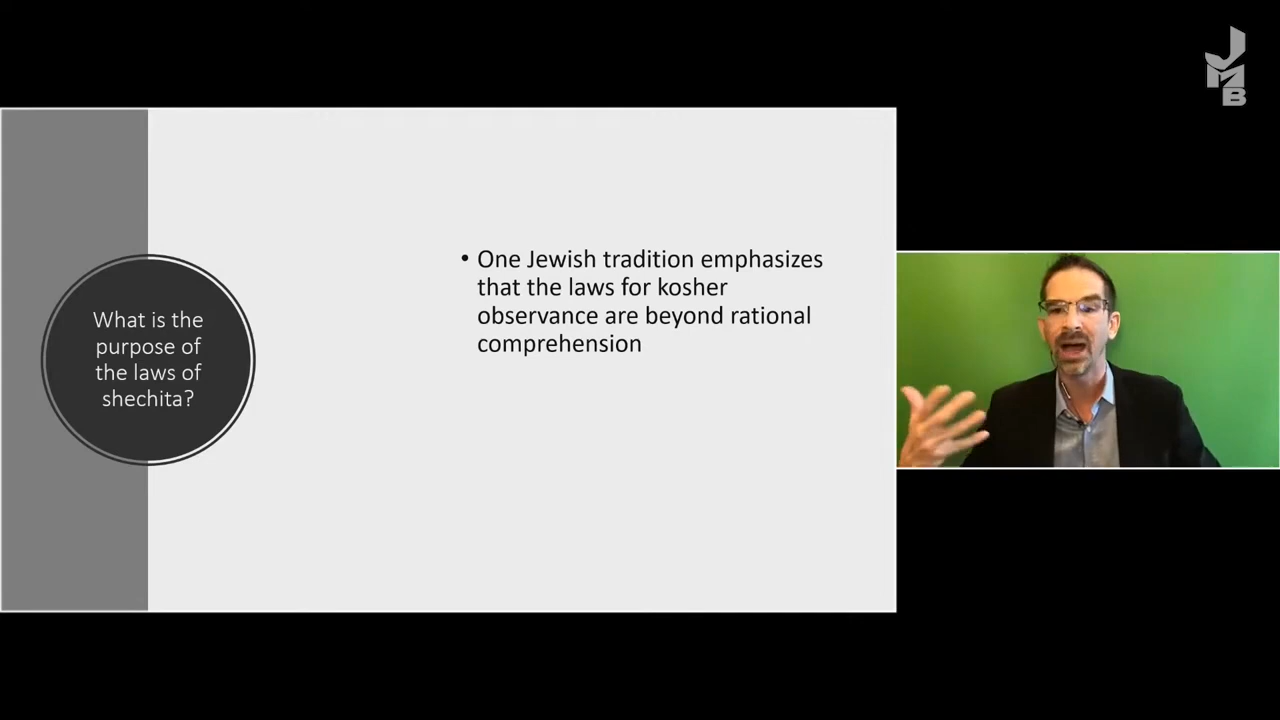 JMB
What is the
purpose of
the laws of
shechita?
• One Jewish tradition emphasizes
that the laws for kosher
observance are beyond rational
comprehension